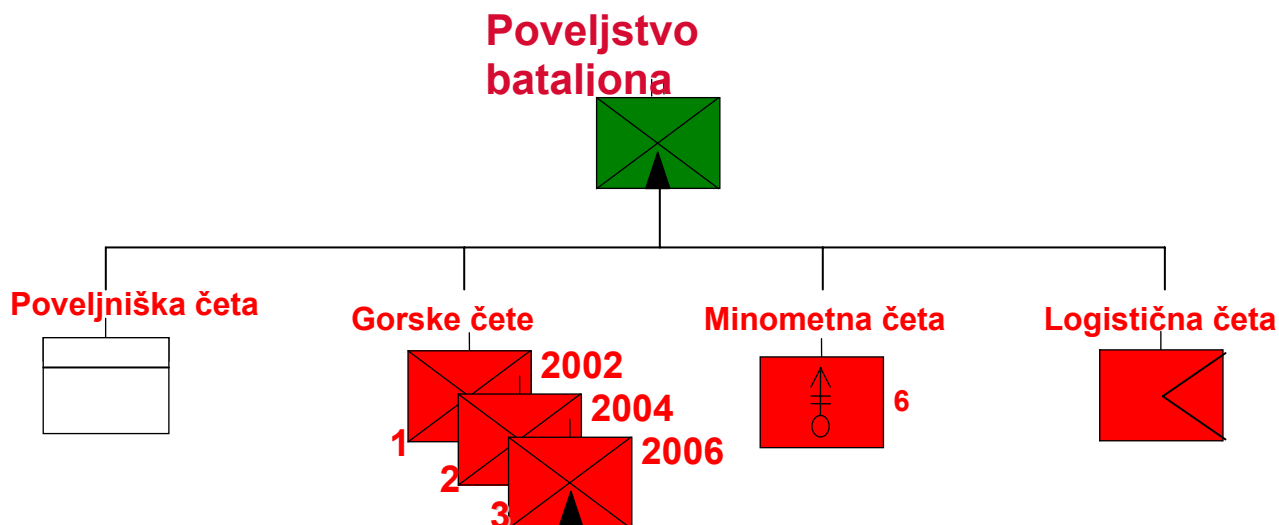 Poveljstvo
bataljona
Poveljniška četa
Gorske čete
Minometna četa
Logistična četa
2002
2004
2006
1
2
3
6